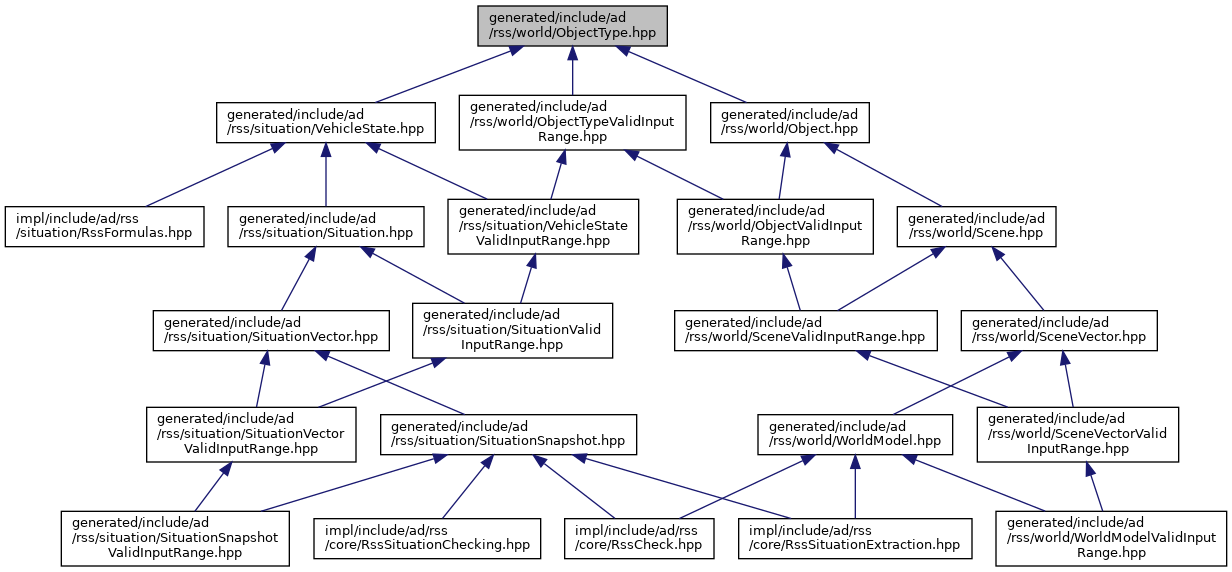 generated/include/ad
/rss/world/ObjectType.hpp
generated/include/ad
/rss/situation/VehicleState.hpp
generated/include/ad
/rss/world/ObjectTypeValidInput
Range.hpp
generated/include/ad
/rss/world/Object.hpp
impl/include/ad/rss
/situation/RssFormulas.hpp
generated/include/ad
/rss/situation/Situation.hpp
generated/include/ad
/rss/situation/VehicleState
ValidInputRange.hpp
generated/include/ad
/rss/world/ObjectValidInput
Range.hpp
generated/include/ad
/rss/world/Scene.hpp
generated/include/ad
/rss/situation/SituationVector.hpp
generated/include/ad
/rss/situation/SituationValid
InputRange.hpp
generated/include/ad
/rss/world/SceneValidInputRange.hpp
generated/include/ad
/rss/world/SceneVector.hpp
generated/include/ad
/rss/situation/SituationVector
ValidInputRange.hpp
generated/include/ad
/rss/situation/SituationSnapshot.hpp
generated/include/ad
/rss/world/WorldModel.hpp
generated/include/ad
/rss/world/SceneVectorValid
InputRange.hpp
generated/include/ad
/rss/situation/SituationSnapshot
ValidInputRange.hpp
impl/include/ad/rss
/core/RssSituationChecking.hpp
impl/include/ad/rss
/core/RssCheck.hpp
impl/include/ad/rss
/core/RssSituationExtraction.hpp
generated/include/ad
/rss/world/WorldModelValidInput
Range.hpp